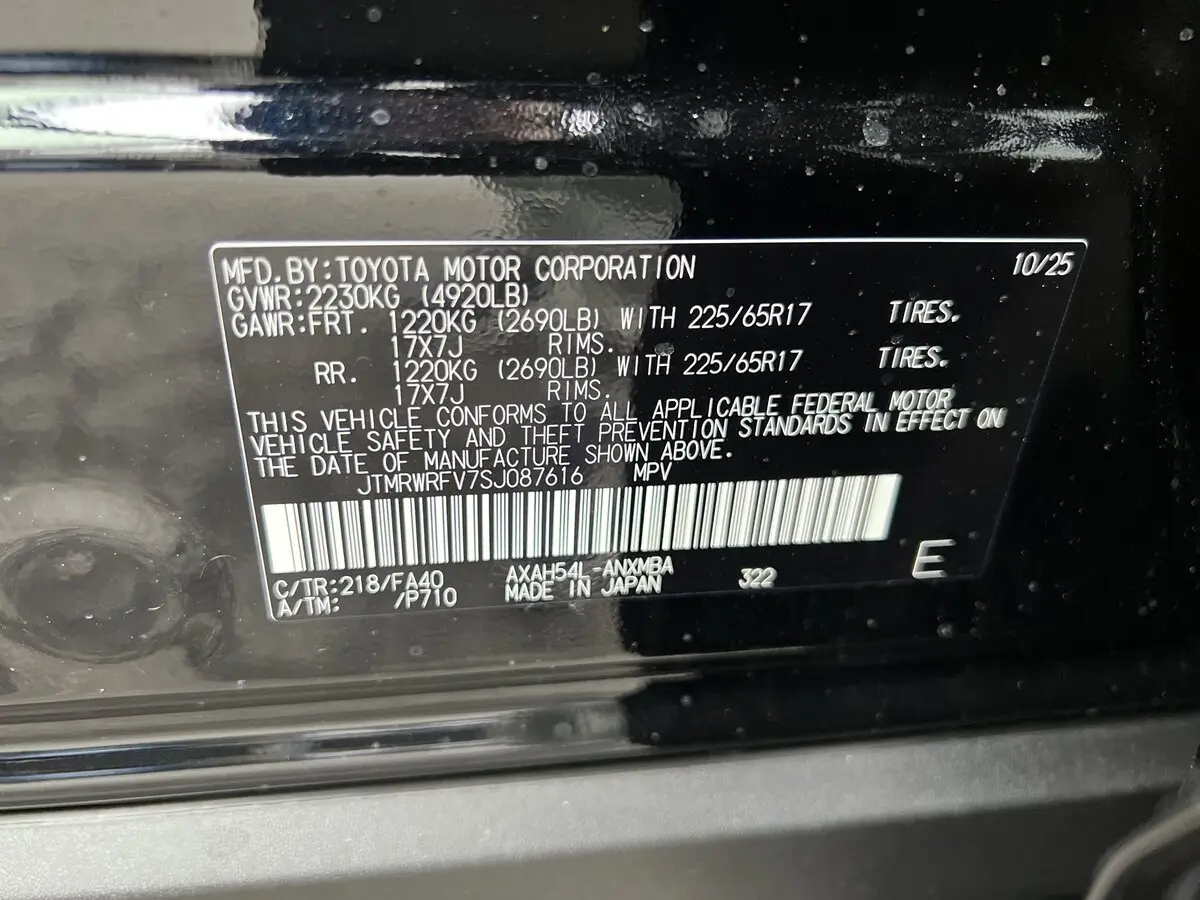 MFD.BY:TOYOTA MOTOR CORPORATION 10/25
GVWR:2230KG (4920LB)
GAWR:FRT. 1220KG (2690LB) WITH 225/65R17 TIRES.
17X7J RIMS.
RR. 1220KG (2690LB) WITH 225/65R17 TIRES.
17X7J RIMS.
THIS VEHICLE CONFORMS TO ALL APPLICABLE FEDERAL MOTOR
VEHICLE SAFETY AND THEFT PREVENTION STANDARDS IN EFFECT ON
THE DATE OF MANUFACTURE SHOWN ABOVE.
JTMRWRFV7SJ087616 MPV
C/TR:218/FA40 AXAH54L-ANXMBA 322 E
A/TM: /P710 MADE IN JAPAN